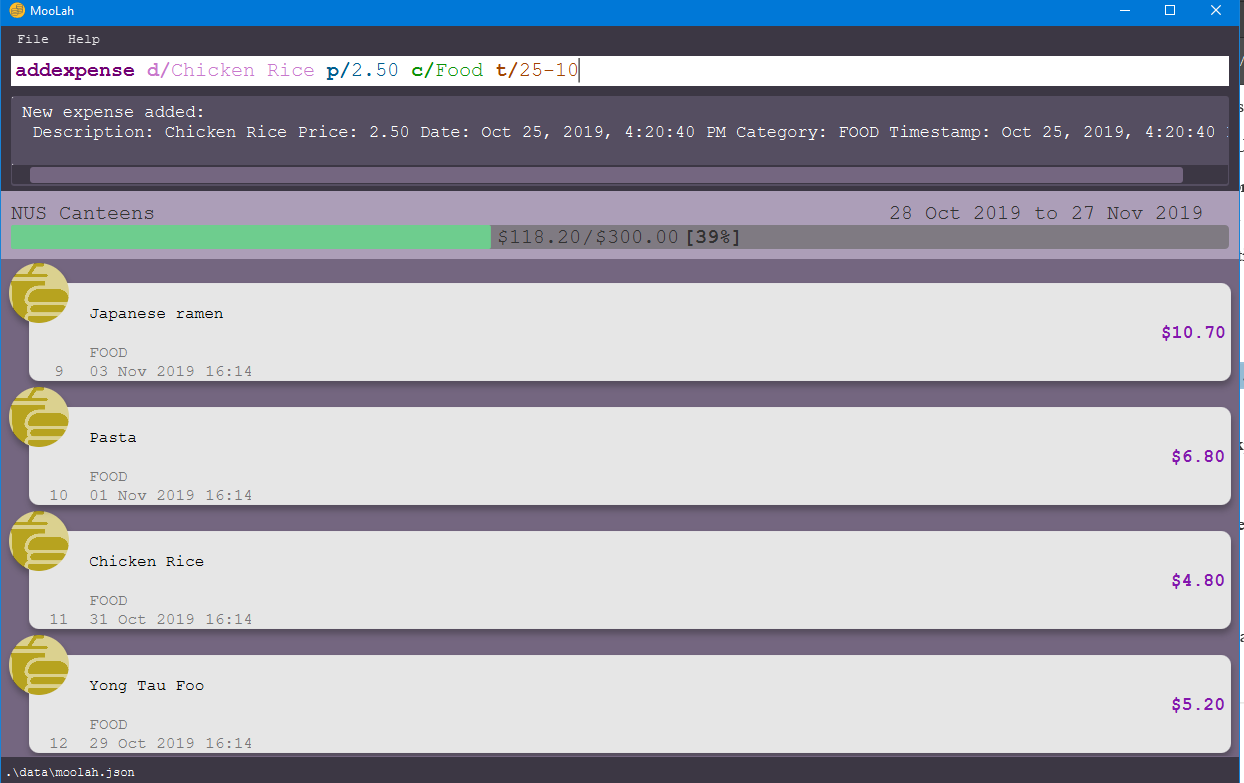 MooLah
File Help
addexpense d/Chicken Rice p/2.50 c/Food t/25-10
New expense added:
Description: Chicken Rice Price: 2.50 Date: Oct 25, 2019, 4:20:40 PM Category: FOOD Timestamp: Oct 25, 2019, 4:20:40
NUS Canteens 28 Oct 2019 to 27 Nov 2019
$118.20/$300.00 [39%]
Japanese ramen
$10.70
FOOD
9 03 Nov 2019 16:14
Pasta
$6.80
FOOD
10 01 Nov 2019 16:14
Chicken Rice
$4.80
FOOD
11 31 Oct 2019 16:14
Yong Tau Foo
$5.20
FOOD
12 29 Oct 2019 16:14
.\data\moolah.json